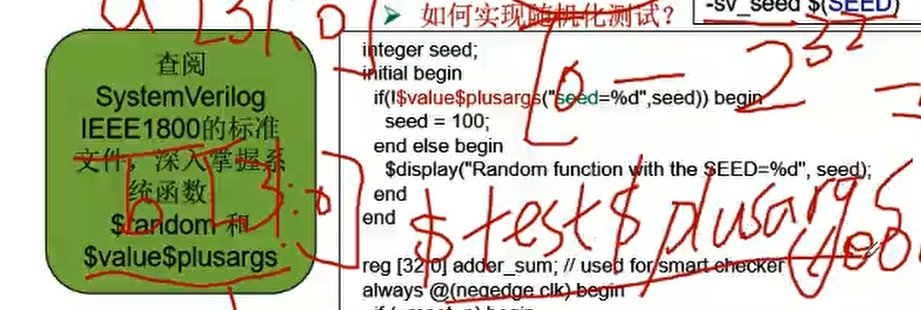 a [31:0]
➢ 如何实现随机化测试?
-sv_seed $(SEED)
查阅
SystemVerilog
IEEE1800的标准
文件，深入掌握系
统函数
$random 和
$value$plusargs
b [3:0]
integer seed;
initial begin
if(!$value$plusargs("seed=%d",seed)) begin
seed = 100;
end else begin
$display("Random function with the SEED=%d", seed);
end
end
[0 — 2^32
$test$plusargs
reg [32:0] adder_sum; // used for smart checker
always @(negedge clk) begin